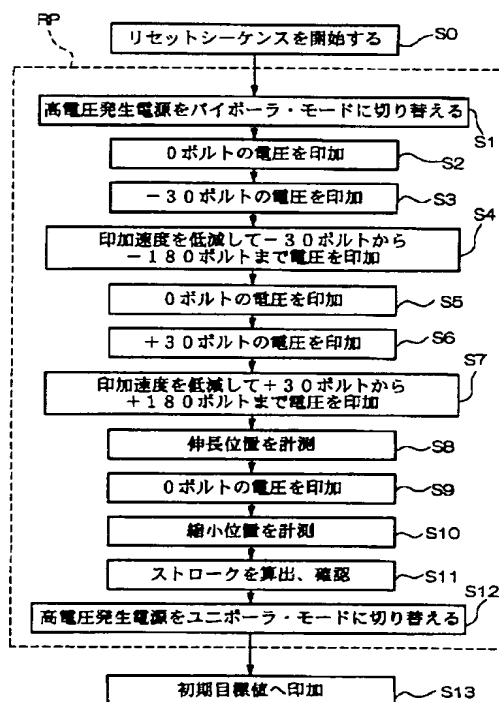 RP
リセットシーケンスを開始する S0
高電圧発生電源をバイポーラ・モードに切り替える S1
0ボルトの電圧を印加 S2
-30ボルトの電圧を印加 S3
印加速度を低減して-30ボルトから
-180ボルトまで電圧を印加 S4
0ボルトの電圧を印加 S5
+30ボルトの電圧を印加 S6
印加速度を低減して+30ボルトから
+180ボルトまで電圧を印加 S7
伸長位置を計測 S8
0ボルトの電圧を印加 S9
縮小位置を計測 S10
ストロークを算出、確認 S11
高電圧発生電源をユニポーラ・モードに切り替える S12
初期目標値へ印加 S13